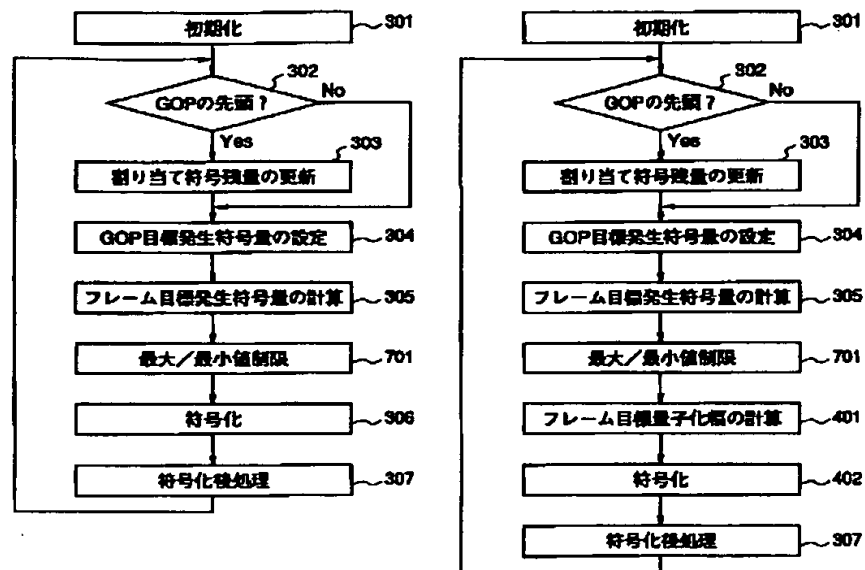 初期化
301
302
GOPの先頭?
No
Yes
303
割り当て符号残量の更新
GOP目標発生符号量の設定
304
フレーム目標発生符号量の計算
305
最大/最小値制限
701
符号化
306
符号化後処理
307
初期化
301
302
GOPの先頭?
No
Yes
303
割り当て符号残量の更新
GOP目標発生符号量の設定
304
フレーム目標発生符号量の計算
305
最大/最小値制限
701
フレーム目標量子化幅の計算
401
符号化
402
符号化後処理
307